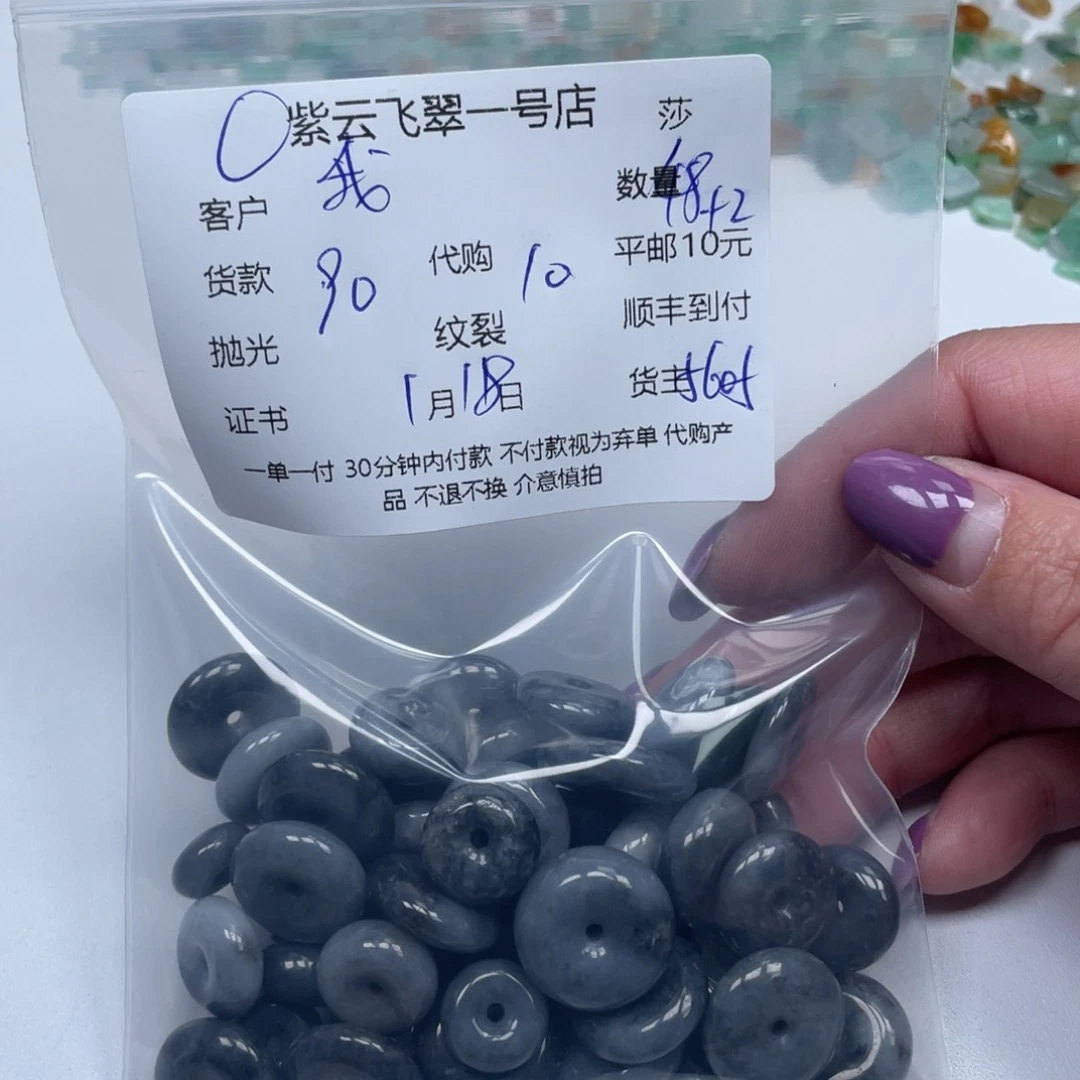 紫云飞翠一号店 莎
客户 我 数量 48+2
货款 90 代购 10 平邮10元
抛光 纹裂 顺丰到付
证书 1月18日 货主
一单一付 30分钟内付款 不付款视为弃单 代购产
品 不退不换 介意慎拍